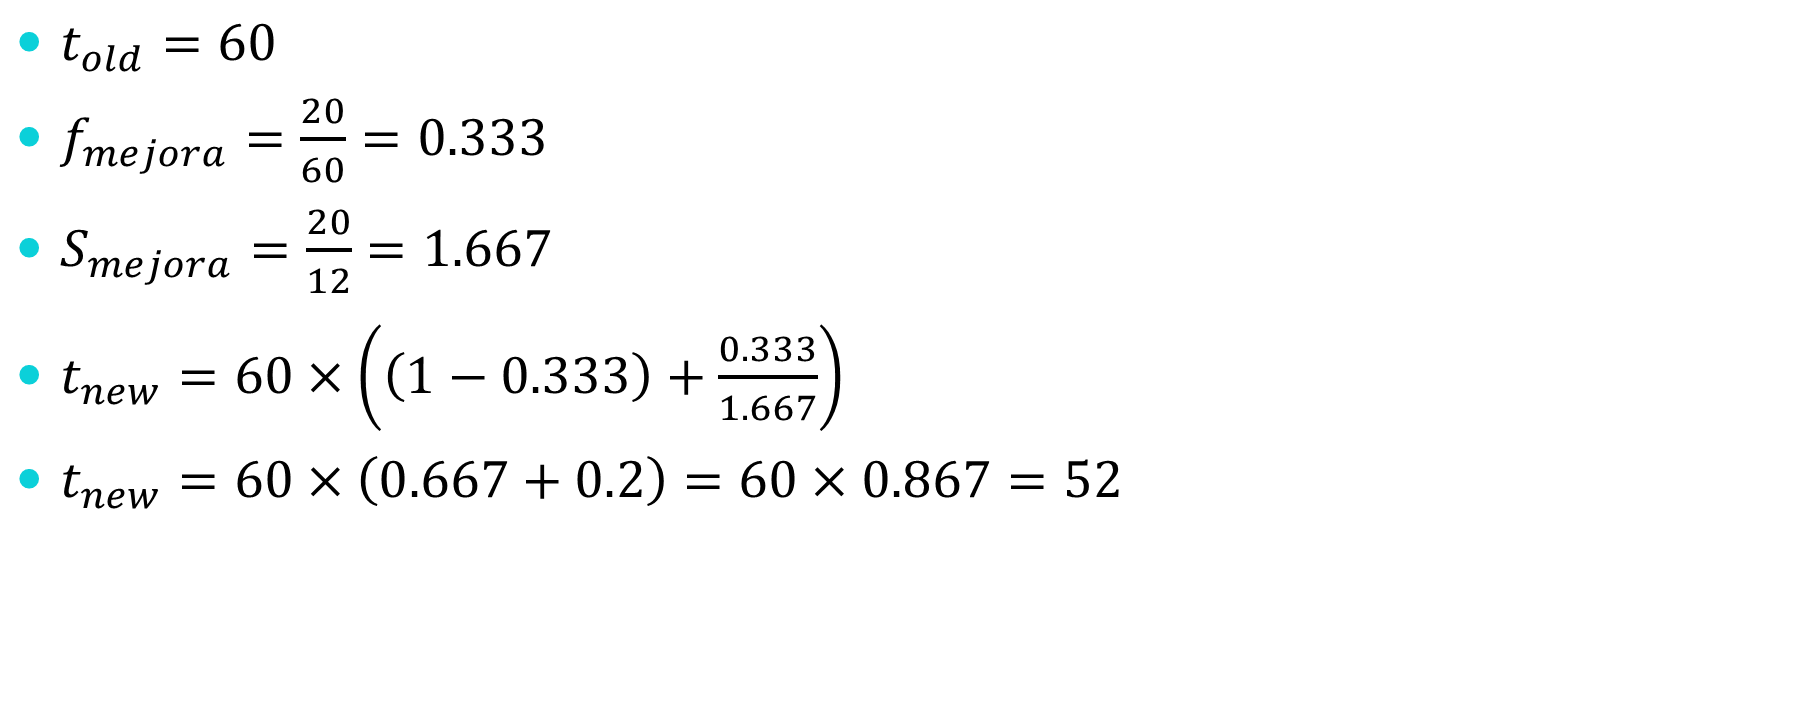 • t_old = 60
• f_mejora = 20/60 = 0.333
• S_mejora = 20/12 = 1.667
• t_new = 60 × ((1 − 0.333) + 0.333/1.667)
• t_new = 60 × (0.667 + 0.2) = 60 × 0.867 = 52